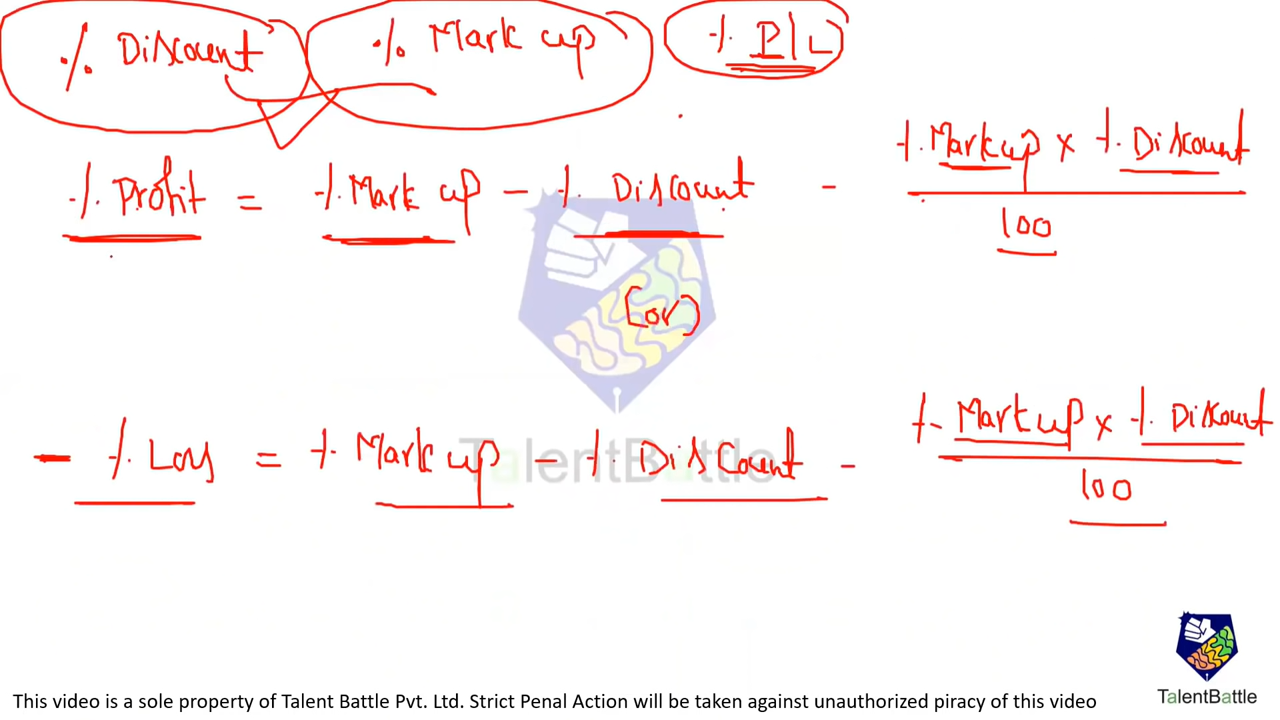 % Discount % Mark up % P/L
% Profit = % Mark up - % Discount - % Markup x % Discount
100
(or)
TalentBattle
- % Loss = % Mark up - % Discount - % Markup x % Discount
100
TalentBattle
This video is a sole property of Talent Battle Pvt. Ltd. Strict Penal Action will be taken against unauthorized piracy of this video